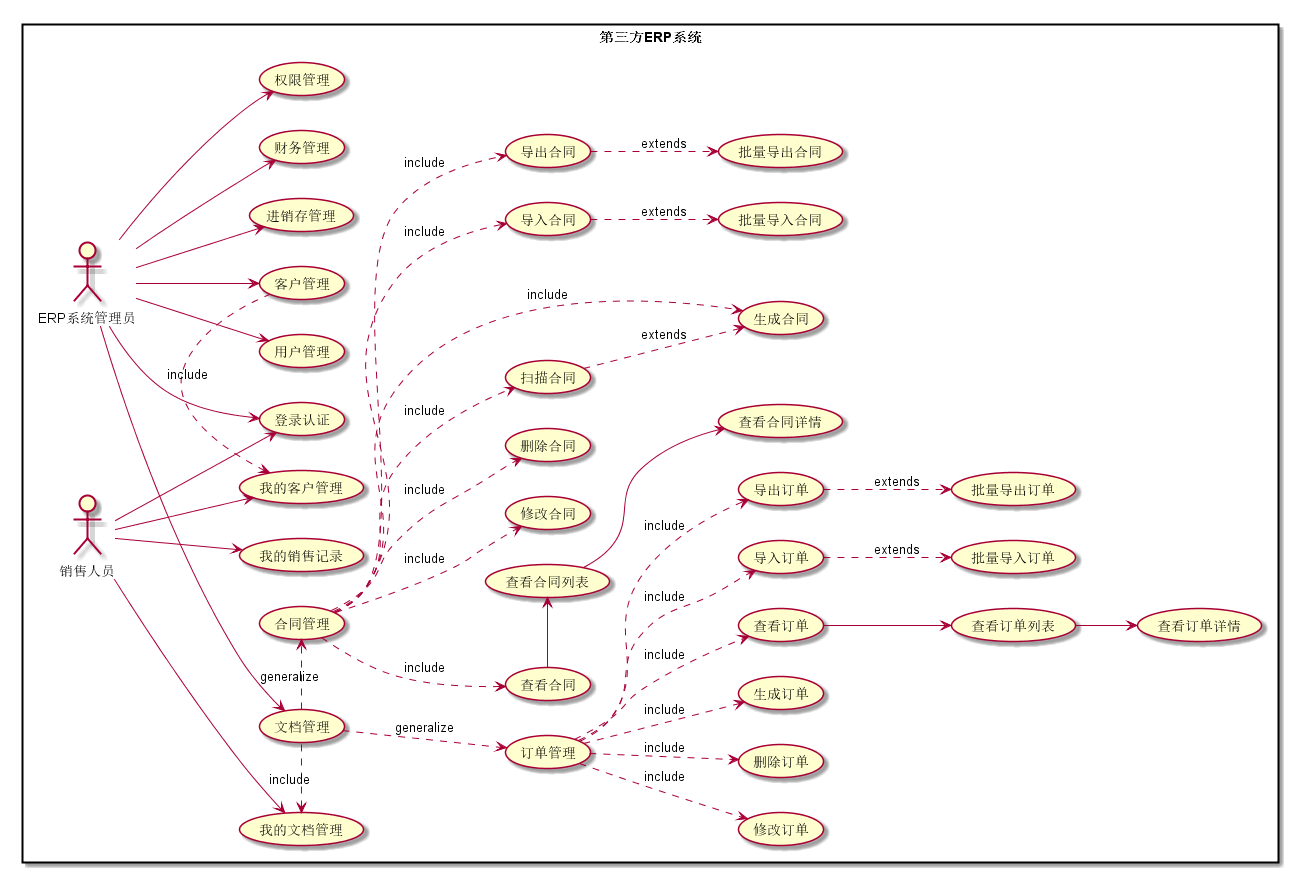 第三方ERP系统
权限管理
财务管理
导出合同
批量导出合同
include
extends
进销存管理
导入合同
批量导入合同
include
extends
客户管理
ERP系统管理员
include
生成合同
extends
用户管理
include
扫描合同
include
登录认证
查看合同详情
删除合同
include
我的客户管理
导出订单
extends
批量导出订单
修改合同
include
include
我的销售记录
导入订单
extends
批量导入订单
销售人员
查看合同列表
include
合同管理
查看订单
查看订单列表
查看订单详情
include
include
查看合同
generalize
生成订单
include
文档管理
generalize
订单管理
include
删除订单
include
include
我的文档管理
修改订单